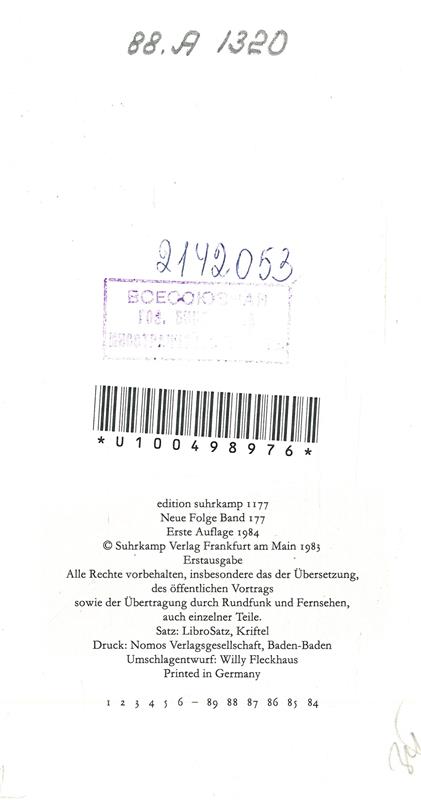 88.A 1320
2142053
ВСЕСОЮЗНАЯ
ГОС.
*U100498976*
edition suhrkamp 1177
Neue Folge Band 177
Erste Auflage 1984
© Suhrkamp Verlag Frankfurt am Main 1983
Erstausgabe
Alle Rechte vorbehalten, insbesondere das der Übersetzung,
des öffentlichen Vortrags
sowie der Übertragung durch Rundfunk und Fernsehen,
auch einzelner Teile.
Satz: LibroSatz, Kriftel
Druck: Nomos Verlagsgesellschaft, Baden-Baden
Umschlagentwurf: Willy Fleckhaus
Printed in Germany
1 2 3 4 5 6 – 89 88 87 86 85 84